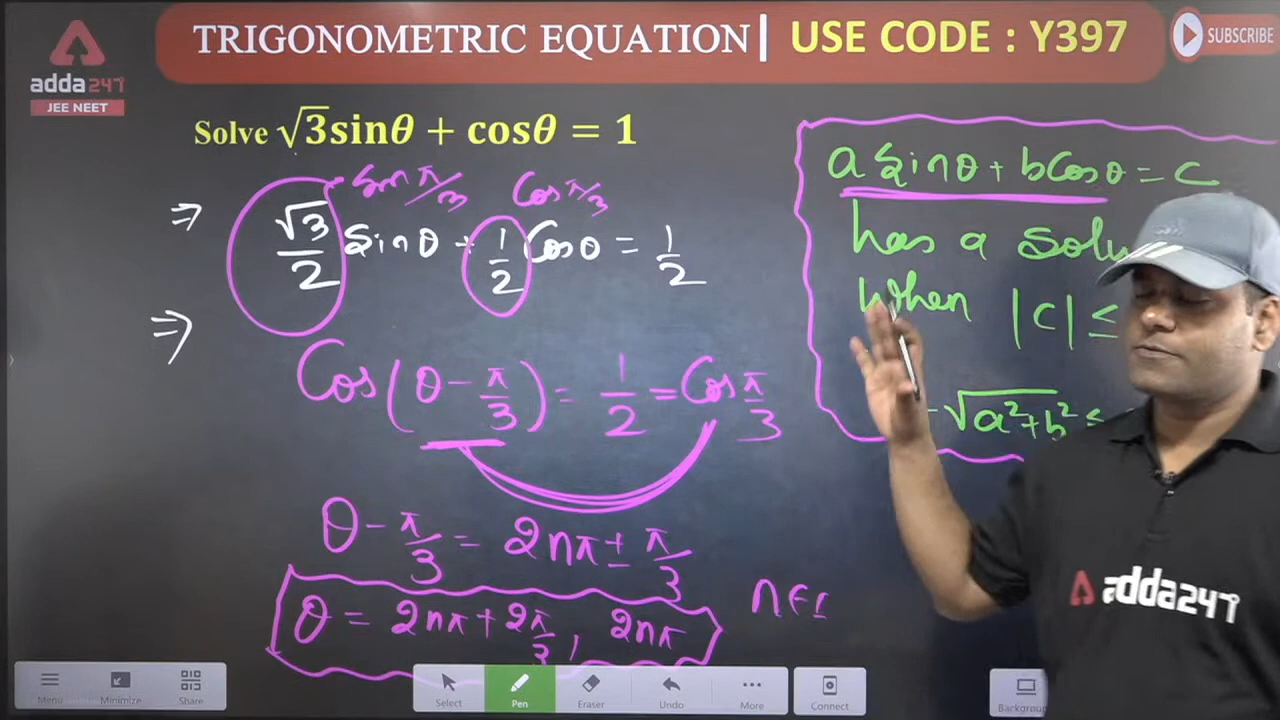 TRIGONOMETRIC EQUATION | USE CODE : Y397
SUBSCRIBE
adda247
JEE NEET
Solve √3sinθ + cosθ = 1
sin π/3 cos π/3
⇒ √3/2 sinθ + 1/2 cosθ = 1/2
⇒ Cos(θ - π/3) = 1/2 = Cos π/3
θ - π/3 = 2nπ ± π/3
θ = 2nπ + 2π/3, 2nπ n ∈ I
a sinθ + b cosθ = c
has a solu
When |c| ≤
-√a²+b² ≤
adda247
Menu Minimize Share Select Pen Eraser Undo More Connect Backgroun